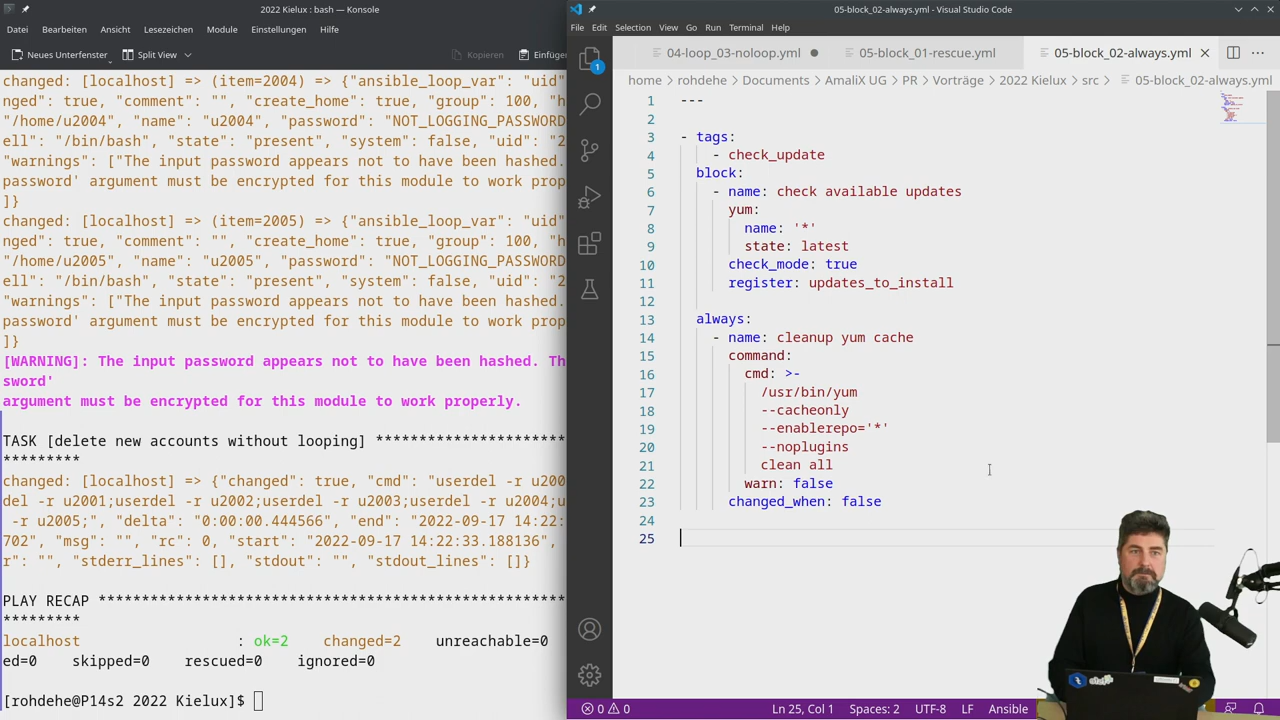 2022 Kielux : bash — Konsole
Datei Bearbeiten Ansicht Lesezeichen Module Einstellungen Hilfe
Neues Unterfenster Split View Kopieren Einfüge
changed: [localhost] => (item=2004) => {"ansible_loop_var": "uid"
nged": true, "comment": "", "create_home": true, "group": 100, "h
"/home/u2004", "name": "u2004", "password": "NOT_LOGGING_PASSWORD
ell": "/bin/bash", "state": "present", "system": false, "uid": "2
"warnings": ["The input password appears not to have been hashed.
password' argument must be encrypted for this module to work prop
]}
changed: [localhost] => (item=2005) => {"ansible_loop_var": "uid"
nged": true, "comment": "", "create_home": true, "group": 100, "h
"/home/u2005", "name": "u2005", "password": "NOT_LOGGING_PASSWORD
ell": "/bin/bash", "state": "present", "system": false, "uid": "2
"warnings": ["The input password appears not to have been hashed.
password' argument must be encrypted for this module to work prop
]}
[WARNING]: The input password appears not to have been hashed. Th
sword'
argument must be encrypted for this module to work properly.
TASK [delete new accounts without looping] ***********************
*********
changed: [localhost] => {"changed": true, "cmd": "userdel -r u200
del -r u2001;userdel -r u2002;userdel -r u2003;userdel -r u2004;u
 -r u2005;", "delta": "0:00:00.444566", "end": "2022-09-17 14:22:
702", "msg": "", "rc": 0, "start": "2022-09-17 14:22:33.188136",
r": "", "stderr_lines": [], "stdout": "", "stdout_lines": []}
PLAY RECAP *******************************************************
*********
localhost : ok=2 changed=2 unreachable=0
ed=0 skipped=0 rescued=0 ignored=0
[rohdehe@P14s2 2022 Kielux]$
05-block_02-always.yml - Visual Studio Code
File Edit Selection View Go Run Terminal Help
04-loop_03-noloop.yml 05-block_01-rescue.yml 05-block_02-always.yml
home > rohdehe > Documents > AmaliX UG > PR > Vorträge > 2022 Kielux > src > 05-block_02-always.yml
1
1 ---
2
3 - tags:
4 - check_update
5 block:
6 - name: check available updates
7 yum:
8 name: '*'
9 state: latest
10 check_mode: true
11 register: updates_to_install
12
13 always:
14 - name: cleanup yum cache
15 command:
16 cmd: >-
17 /usr/bin/yum
18 --cacheonly
19 --enablerepo='*'
20 --noplugins
21 clean all
22 warn: false
23 changed_when: false
24
25
0 0 Ln 25, Col 1 Spaces: 2 UTF-8 LF Ansible